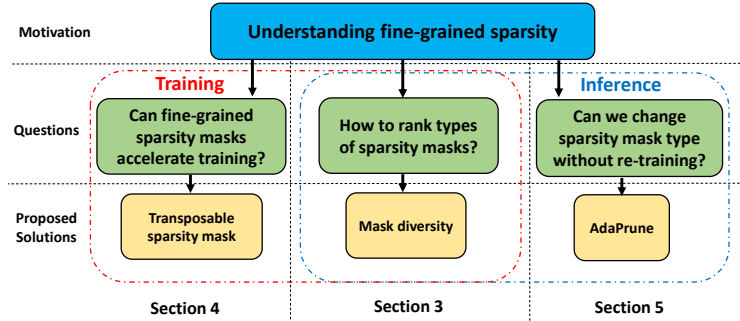 Motivation
Understanding fine-grained sparsity
Training
Inference
Questions
Can fine-grained
sparsity masks
accelerate training?
How to rank types
of sparsity masks?
Can we change
sparsity mask type
without re-training?
Proposed
Solutions
Transposable
sparsity mask
Mask diversity
AdaPrune
Section 4
Section 3
Section 5